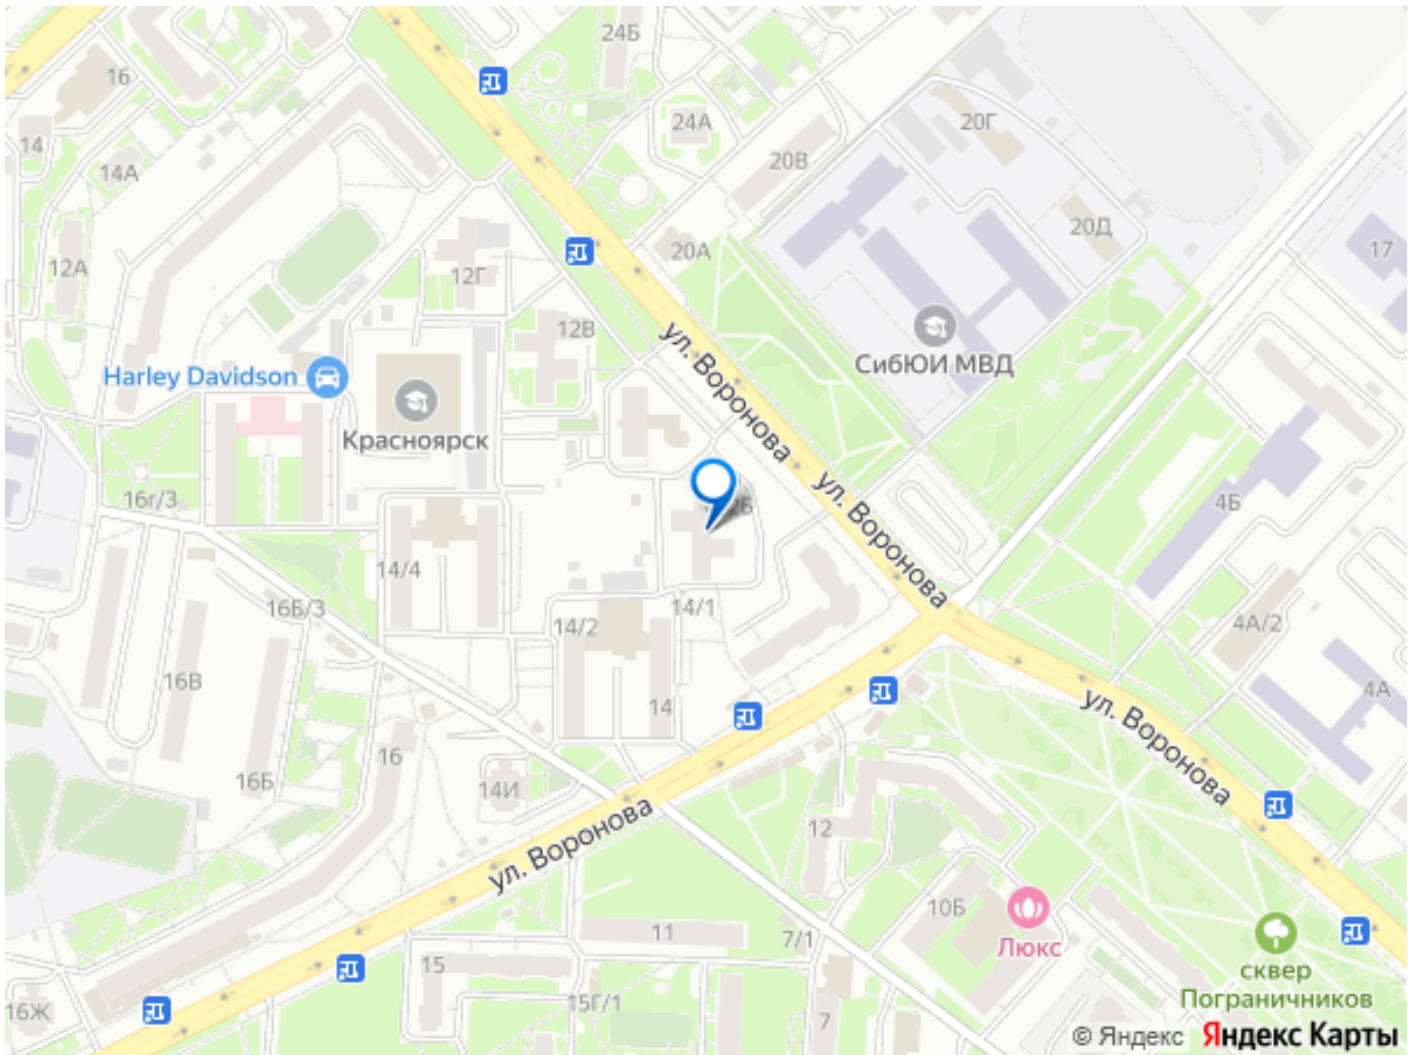 24Б
16
24А
20Г
14
20В
14А
20Д
20А
17
12А
12Г
12В
ул. Воронова
СибЮИ МВД
Harley Davidson
Красноярск
16г/3
ул. Воронова
4Б
14/4
16Б/3
14/1
14/2
4А/2
16В
14
4А
ул. Воронова
16
16Б
14И
ул. Воронова
12
10Б
11
7/1
Люкс
15
сквер
Пограничников
16Ж
15Г/1
7
© Яндекс Яндекс Карты